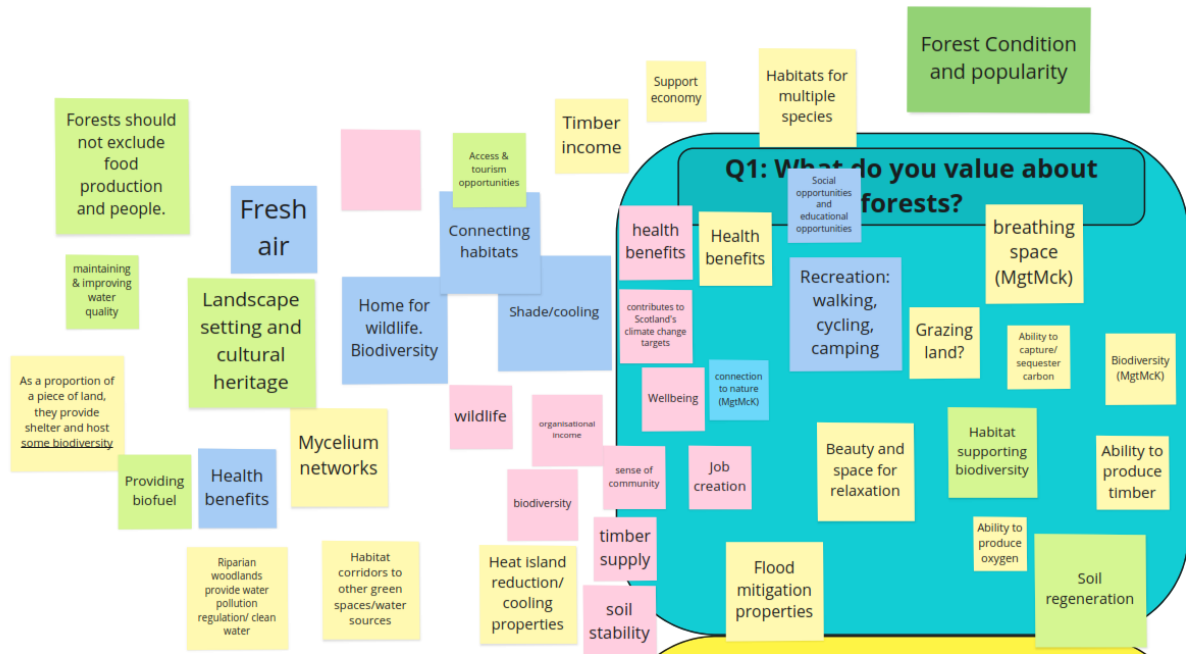 Forest Condition
and popularity
Support
economy
Habitats for
multiple
species
Timber
income
Forests should
not exclude
food
production
and people.
Access &
tourism
opportunities
Q1: What do you value about
forests?
Social
opportunities
and
educational
opportunities
Fresh
air
Connecting
habitats
health
benefits
Health
benefits
breathing
space
(MgtMck)
maintaining
& improving
water
quality
Landscape
setting and
cultural
heritage
Home for
wildlife.
Biodiversity
Shade/cooling
contributes to
Scotland's
climate change
targets
Recreation:
walking,
cycling,
camping
Grazing
land?
Ability to
capture/
sequester
carbon
Biodiversity
(MgtMcK)
As a proportion of
a piece of land,
they provide
shelter and host
some biodiversity
Wellbeing
connection
to nature
(MgtMcK)
wildlife
organisational
income
Mycelium
networks
Providing
biofuel
Health
benefits
biodiversity
sense of
community
Job
creation
Beauty and
space for
relaxation
Habitat
supporting
biodiversity
Ability to
produce
timber
timber
supply
Ability to
produce
oxygen
Riparian
woodlands
provide water
pollution
regulation/ clean
water
Habitat
corridors to
other green
spaces/water
sources
Heat island
reduction/
cooling
properties
soil
stability
Flood
mitigation
properties
Soil
regeneration